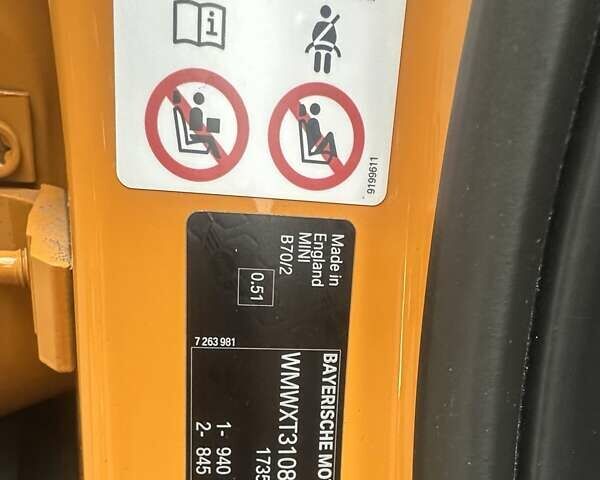 9199611
Made in
England
MINI
B70/2
0.51
7 263 981
BAYERISCHE MO
WMWXT3108
1735
1- 940
2- 845